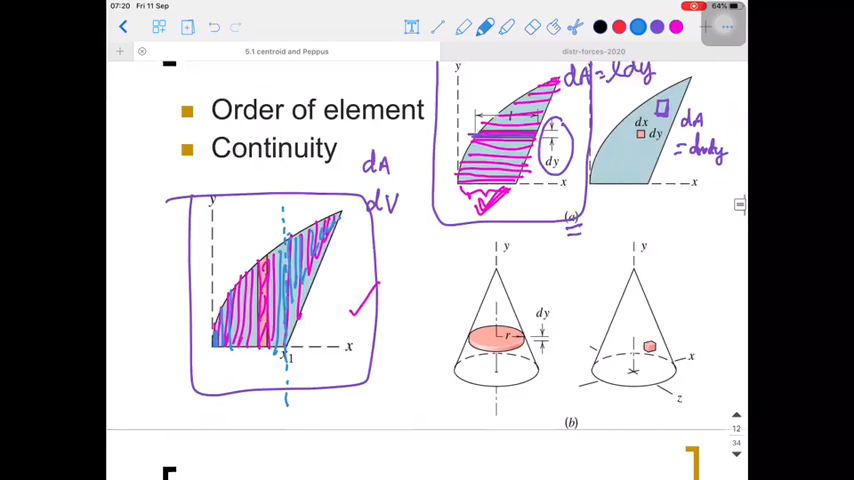 07:20 Fri 11 Sep
64%
5.1 centroid and Peppus
distr-forces-2020
Order of element
Continuity
dA
dV
y
x
x1
y
l
dy
x
dA = l dy
dx
dy
x
dA
= dxdy
(a)
y
dy
r
y
x
z
(b)
12
34